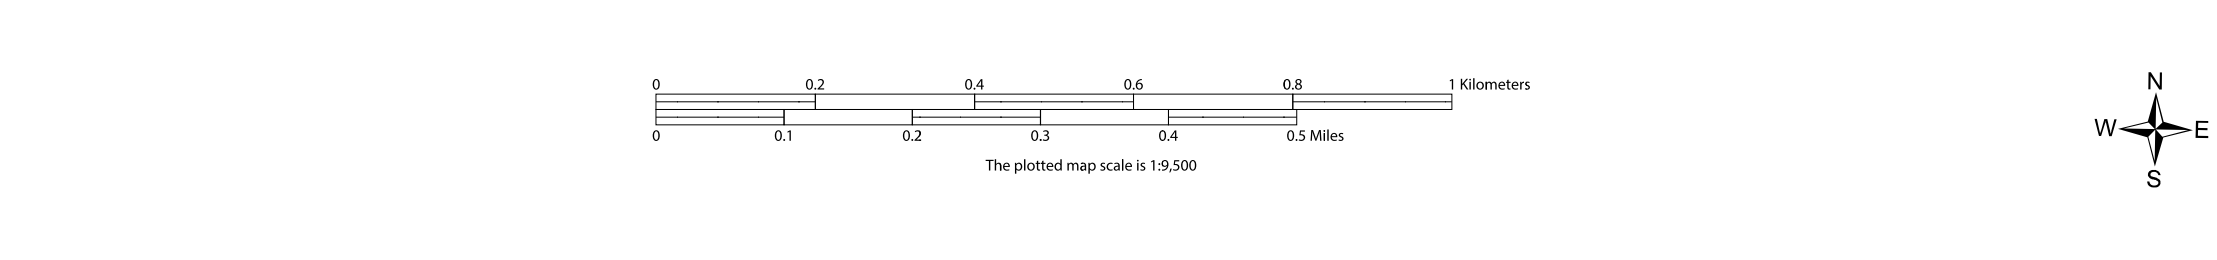 0 0.2 0.4 0.6 0.8 1 Kilometers
0 0.1 0.2 0.3 0.4 0.5 Miles
The plotted map scale is 1:9,500
N
W E
S